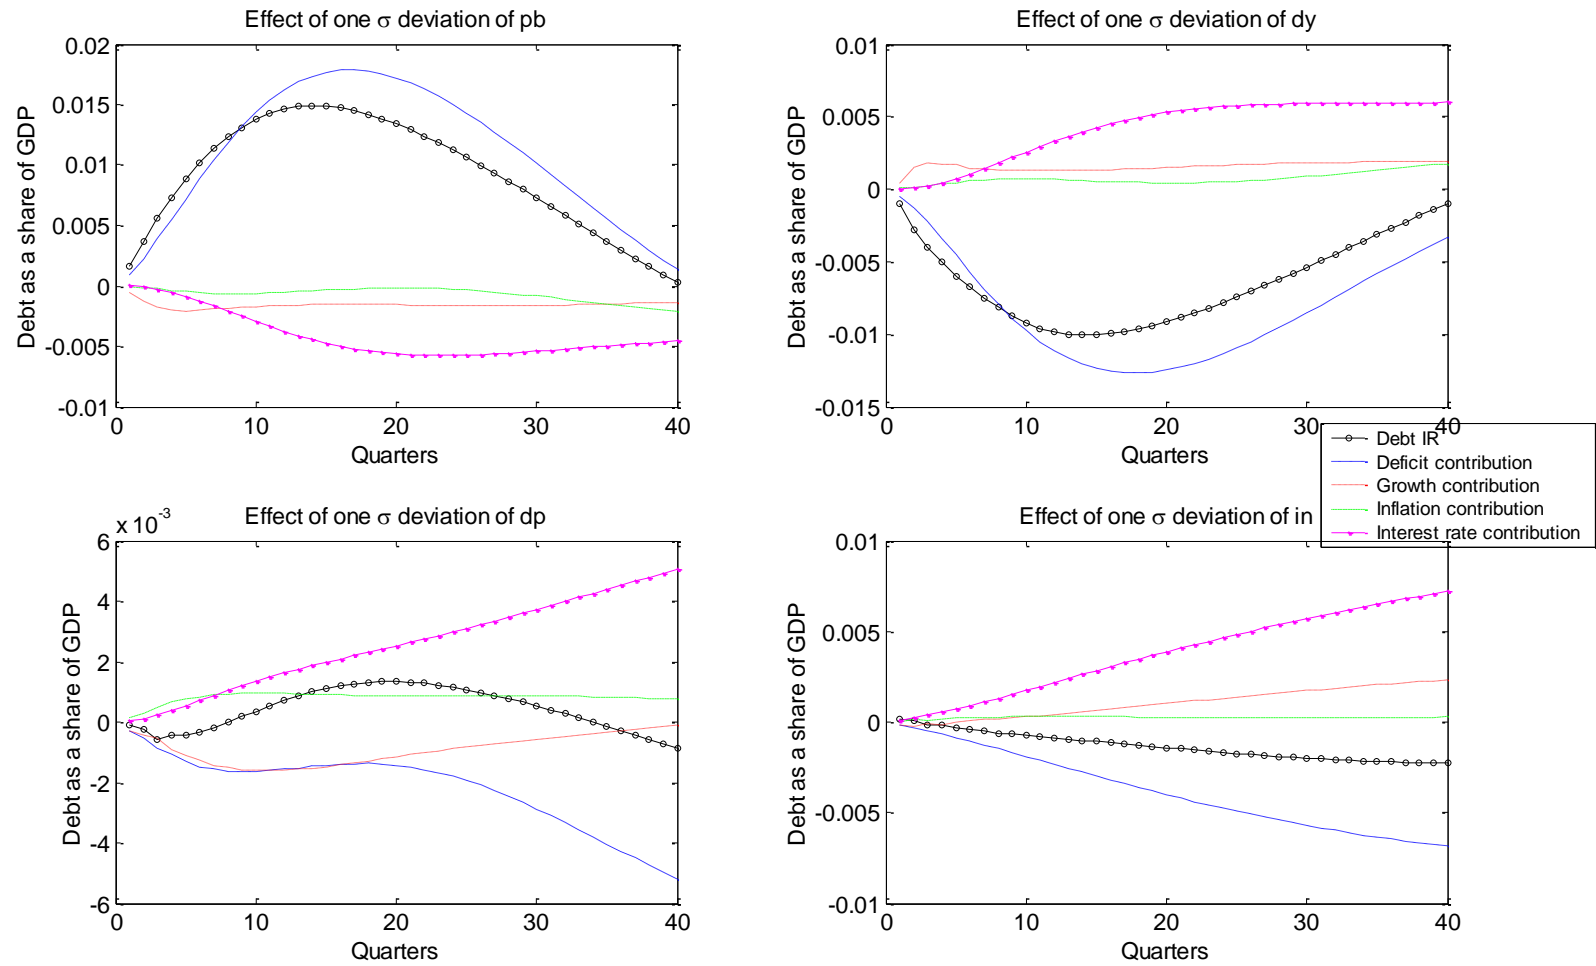 Effect of one σ deviation of pb
0.02
0.015
0.01
0.005
0
-0.005
-0.01
Debt as a share of GDP
0
10
20
30
40
Quarters
Effect of one σ deviation of dy
0.01
0.005
0
-0.005
-0.01
-0.015
Debt as a share of GDP
0
10
20
30
40
Quarters
Debt IR
Deficit contribution
Growth contribution
Inflation contribution
Interest rate contribution
Effect of one σ deviation of dp
x 10⁻³
6
4
2
0
-2
-4
-6
Debt as a share of GDP
0
10
20
30
40
Quarters
Effect of one σ deviation of in
0.01
0.005
0
-0.005
-0.01
Debt as a share of GDP
0
10
20
30
40
Quarters